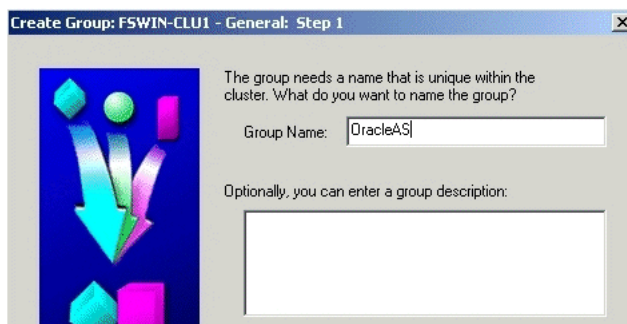 Create Group: FSWIN-CLU1 - General: Step 1
The group needs a name that is unique within the
cluster. What do you want to name the group?
Group Name: OracleAS
Optionally, you can enter a group description: